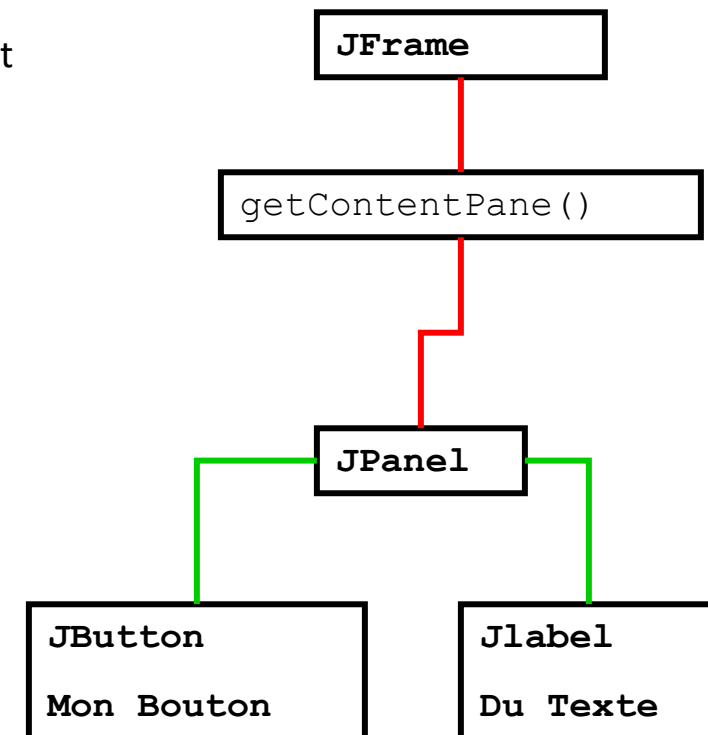 t
JFrame
getContentPane()
JPanel
JButton
Mon Bouton
Jlabel
Du Texte